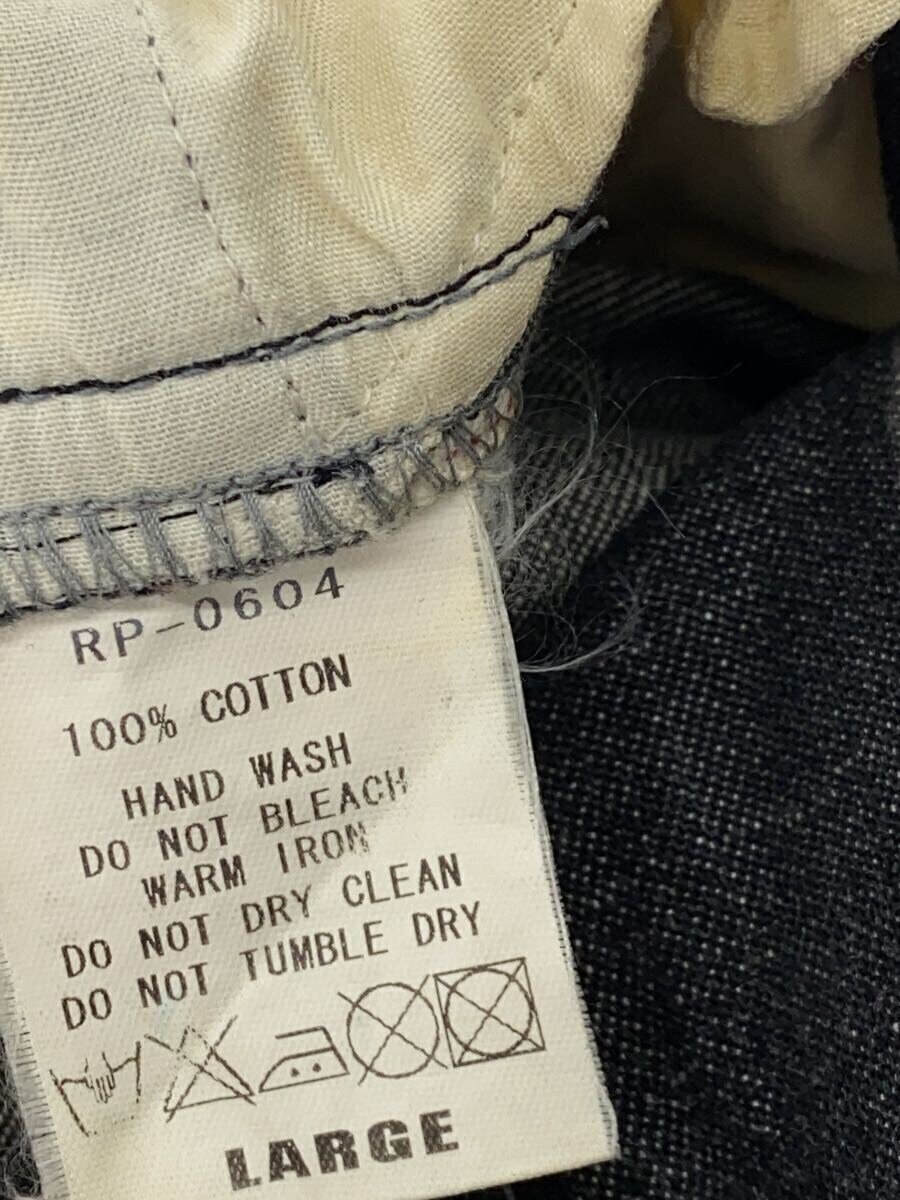 RP-0604
100% COTTON
HAND WASH
DO NOT BLEACH
WARM IRON
DO NOT DRY CLEAN
DO NOT TUMBLE DRY
LARGE